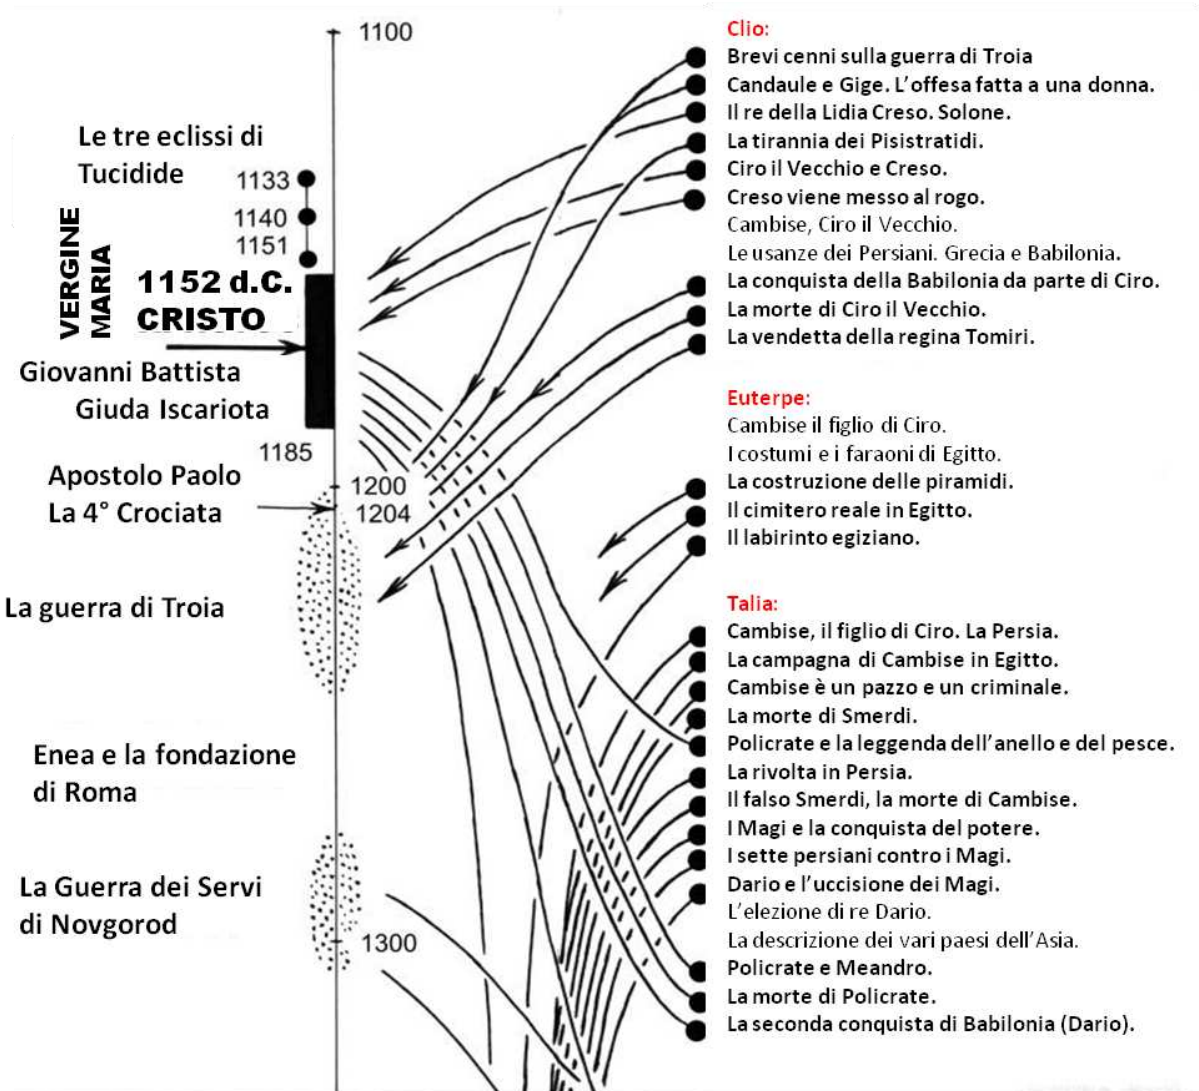 1100
Le tre eclissi di
Tucidide
1133
1140
1151
VERGINE
MARIA
1152 d.C.
CRISTO
Giovanni Battista
Giuda Iscariota
1185
Apostolo Paolo
1200
La 4° Crociata
1204
La guerra di Troia
Enea e la fondazione
di Roma
La Guerra dei Servi
di Novgorod
1300
Clio:
Brevi cenni sulla guerra di Troia
Candaule e Gige. L'offesa fatta a una donna.
Il re della Lidia Creso. Solone.
La tirannia dei Pisistratidi.
Ciro il Vecchio e Creso.
Creso viene messo al rogo.
Cambise, Ciro il Vecchio.
Le usanze dei Persiani. Grecia e Babilonia.
La conquista della Babilonia da parte di Ciro.
La morte di Ciro il Vecchio.
La vendetta della regina Tomiri.
Euterpe:
Cambise il figlio di Ciro.
I costumi e i faraoni di Egitto.
La costruzione delle piramidi.
Il cimitero reale in Egitto.
Il labirinto egiziano.
Talia:
Cambise, il figlio di Ciro. La Persia.
La campagna di Cambise in Egitto.
Cambise è un pazzo e un criminale.
La morte di Smerdi.
Policrate e la leggenda dell'anello e del pesce.
La rivolta in Persia.
Il falso Smerdi, la morte di Cambise.
I Magi e la conquista del potere.
I sette persiani contro i Magi.
Dario e l'uccisione dei Magi.
L'elezione di re Dario.
La descrizione dei vari paesi dell'Asia.
Policrate e Meandro.
La morte di Policrate.
La seconda conquista di Babilonia (Dario).